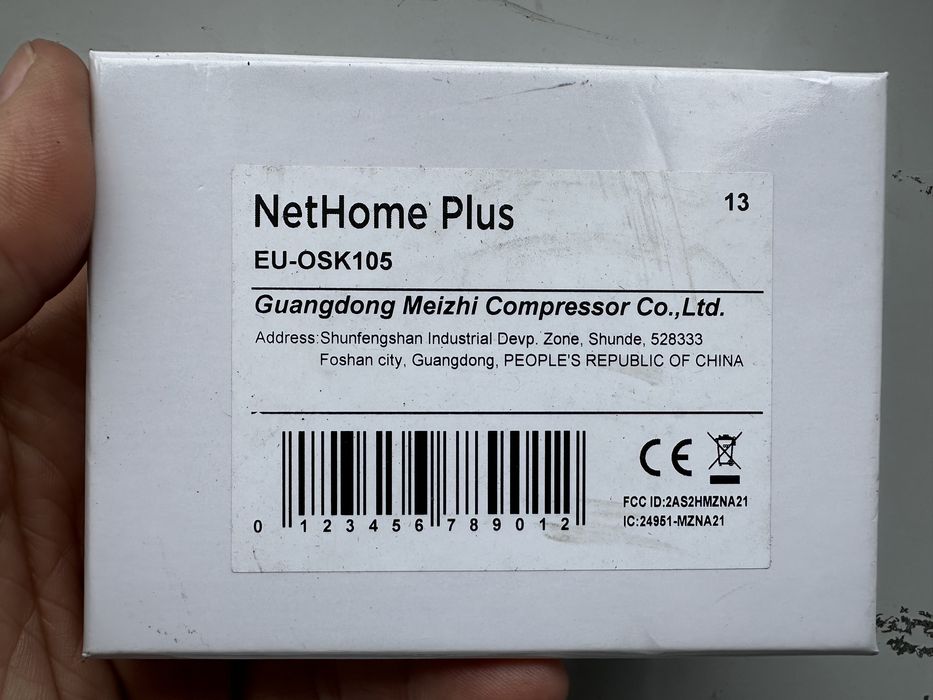 NetHome Plus 13
EU-OSK105
Guangdong Meizhi Compressor Co.,Ltd.
Address:Shunfengshan Industrial Devp. Zone, Shunde, 528333
Foshan city, Guangdong, PEOPLE'S REPUBLIC OF CHINA
CE
FCC ID:2AS2HMZNA21
IC:24951-MZNA21
0 123456 789012